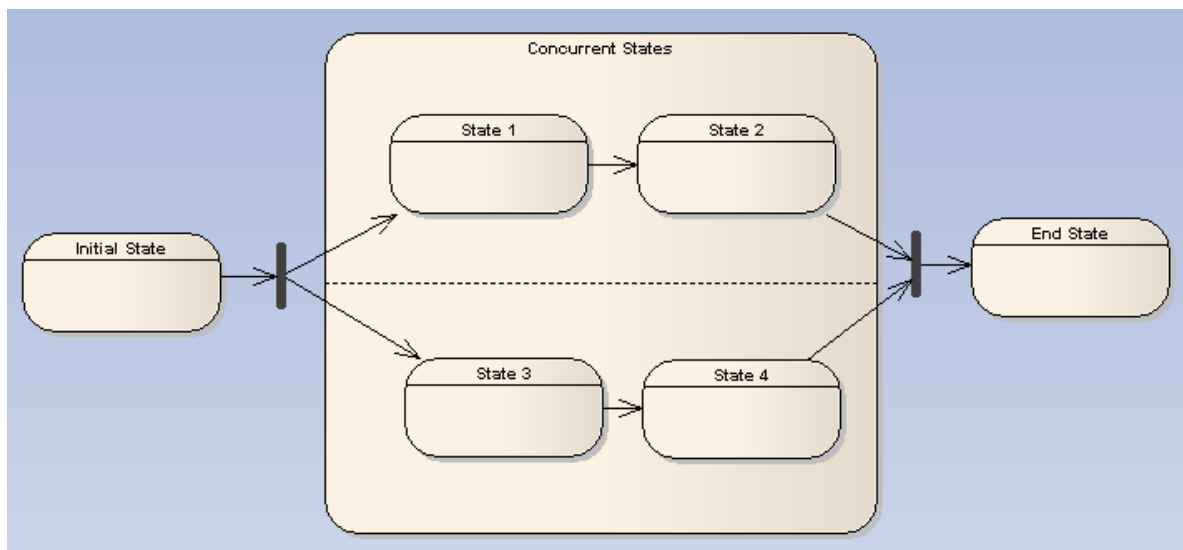 Concurrent States
State 1
State 2
Initial State
End State
State 3
State 4